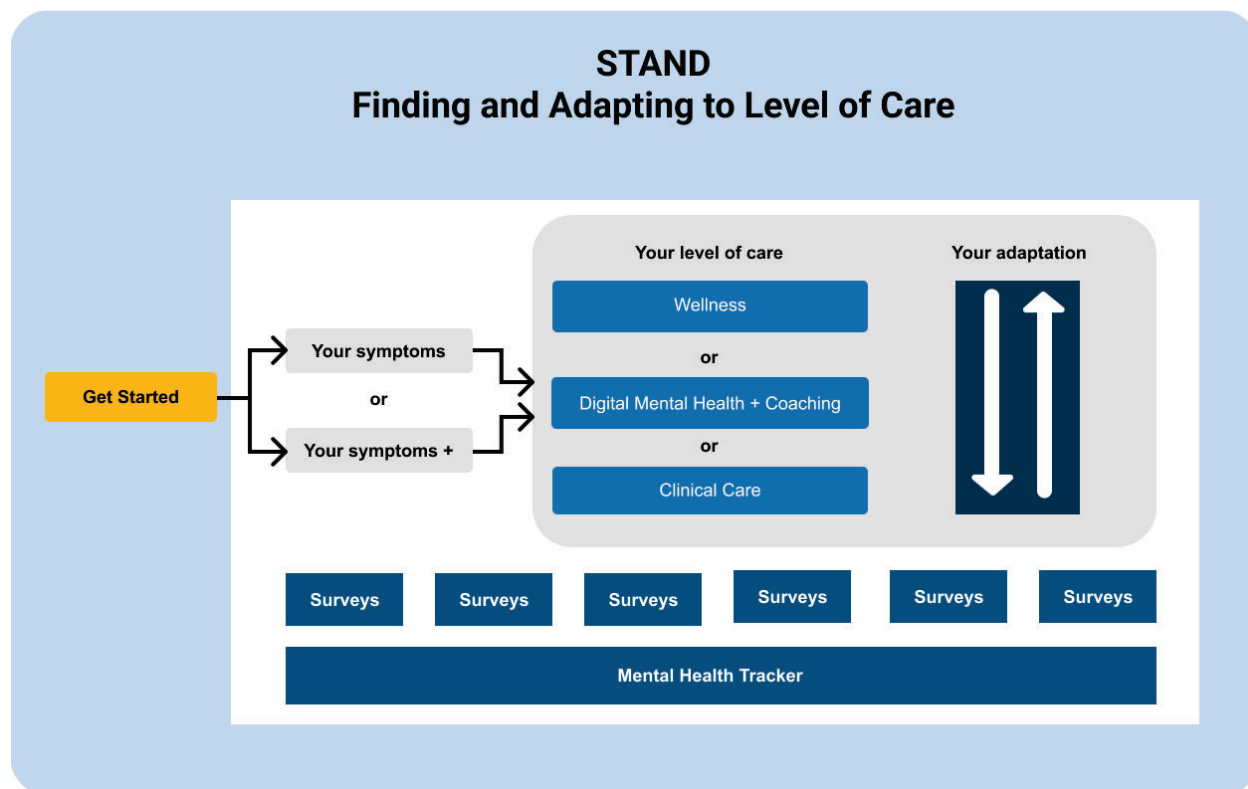 STAND
Finding and Adapting to Level of Care
Your level of care
Your adaptation
Wellness
Your symptoms
or
Get Started
or
Digital Mental Health + Coaching
Your symptoms +
or
Clinical Care
Surveys
Surveys
Surveys
Surveys
Surveys
Surveys
Mental Health Tracker